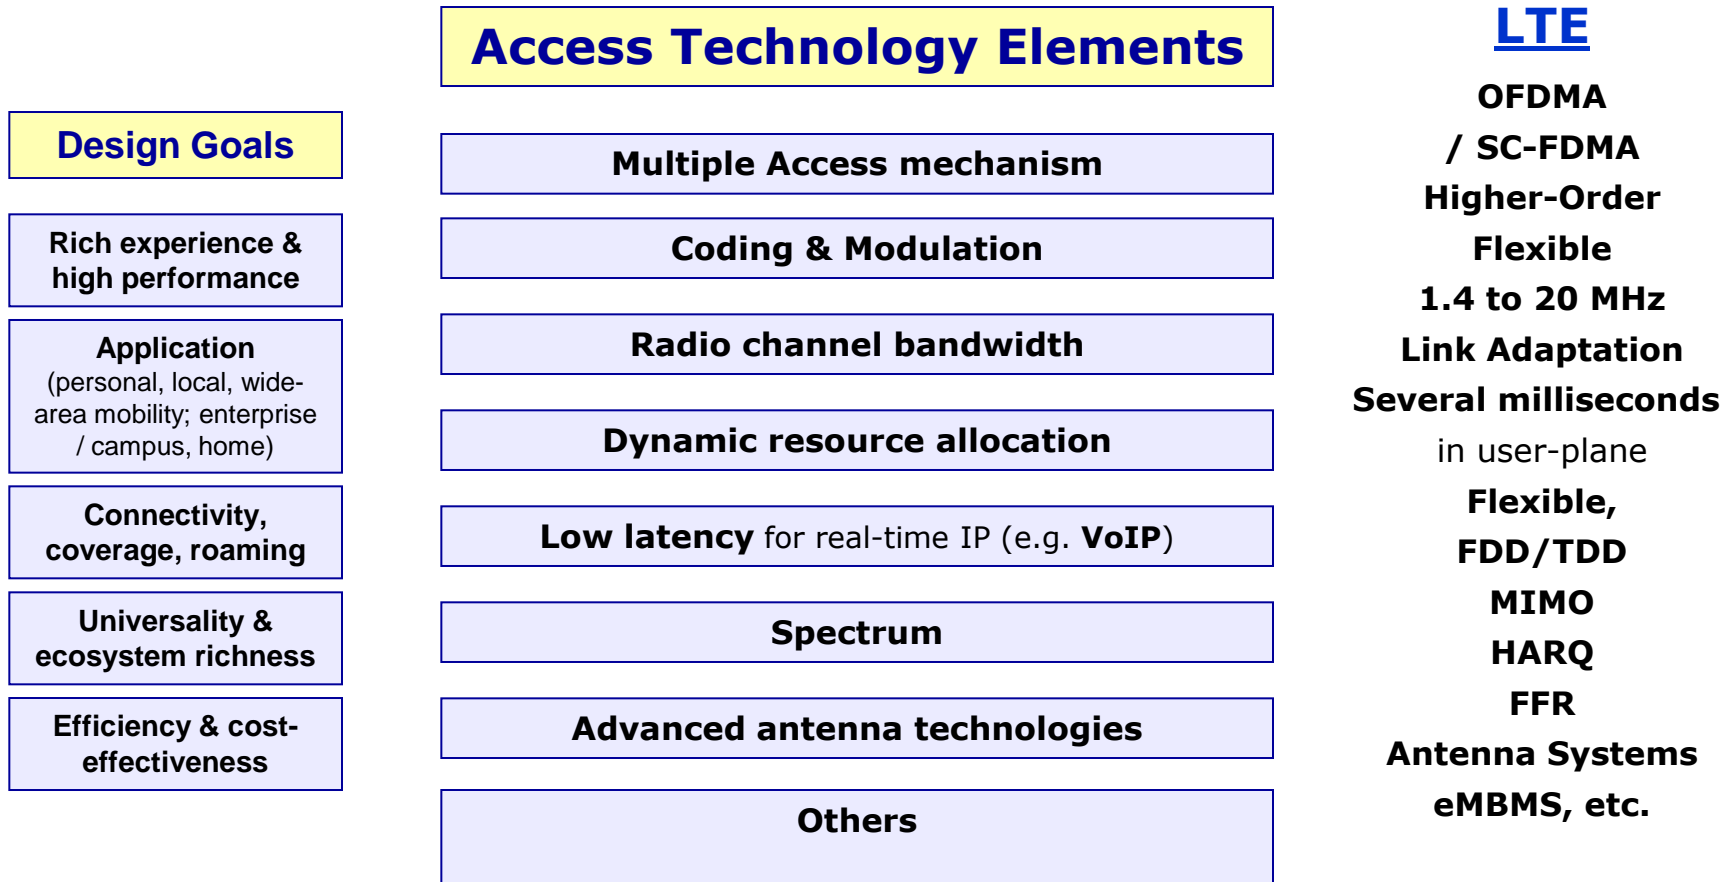 Access Technology Elements
LTE
Design Goals
Rich experience &
high performance
Application
(personal, local, wide-
area mobility; enterprise
/ campus, home)
Connectivity,
coverage, roaming
Universality &
ecosystem richness
Efficiency & cost-
effectiveness
Multiple Access mechanism
Coding & Modulation
Radio channel bandwidth
Dynamic resource allocation
Low latency for real-time IP (e.g. VoIP)
Spectrum
Advanced antenna technologies
Others
OFDMA
/ SC-FDMA
Higher-Order
Flexible
1.4 to 20 MHz
Link Adaptation
Several milliseconds
in user-plane
Flexible,
FDD/TDD
MIMO
HARQ
FFR
Antenna Systems
eMBMS, etc.